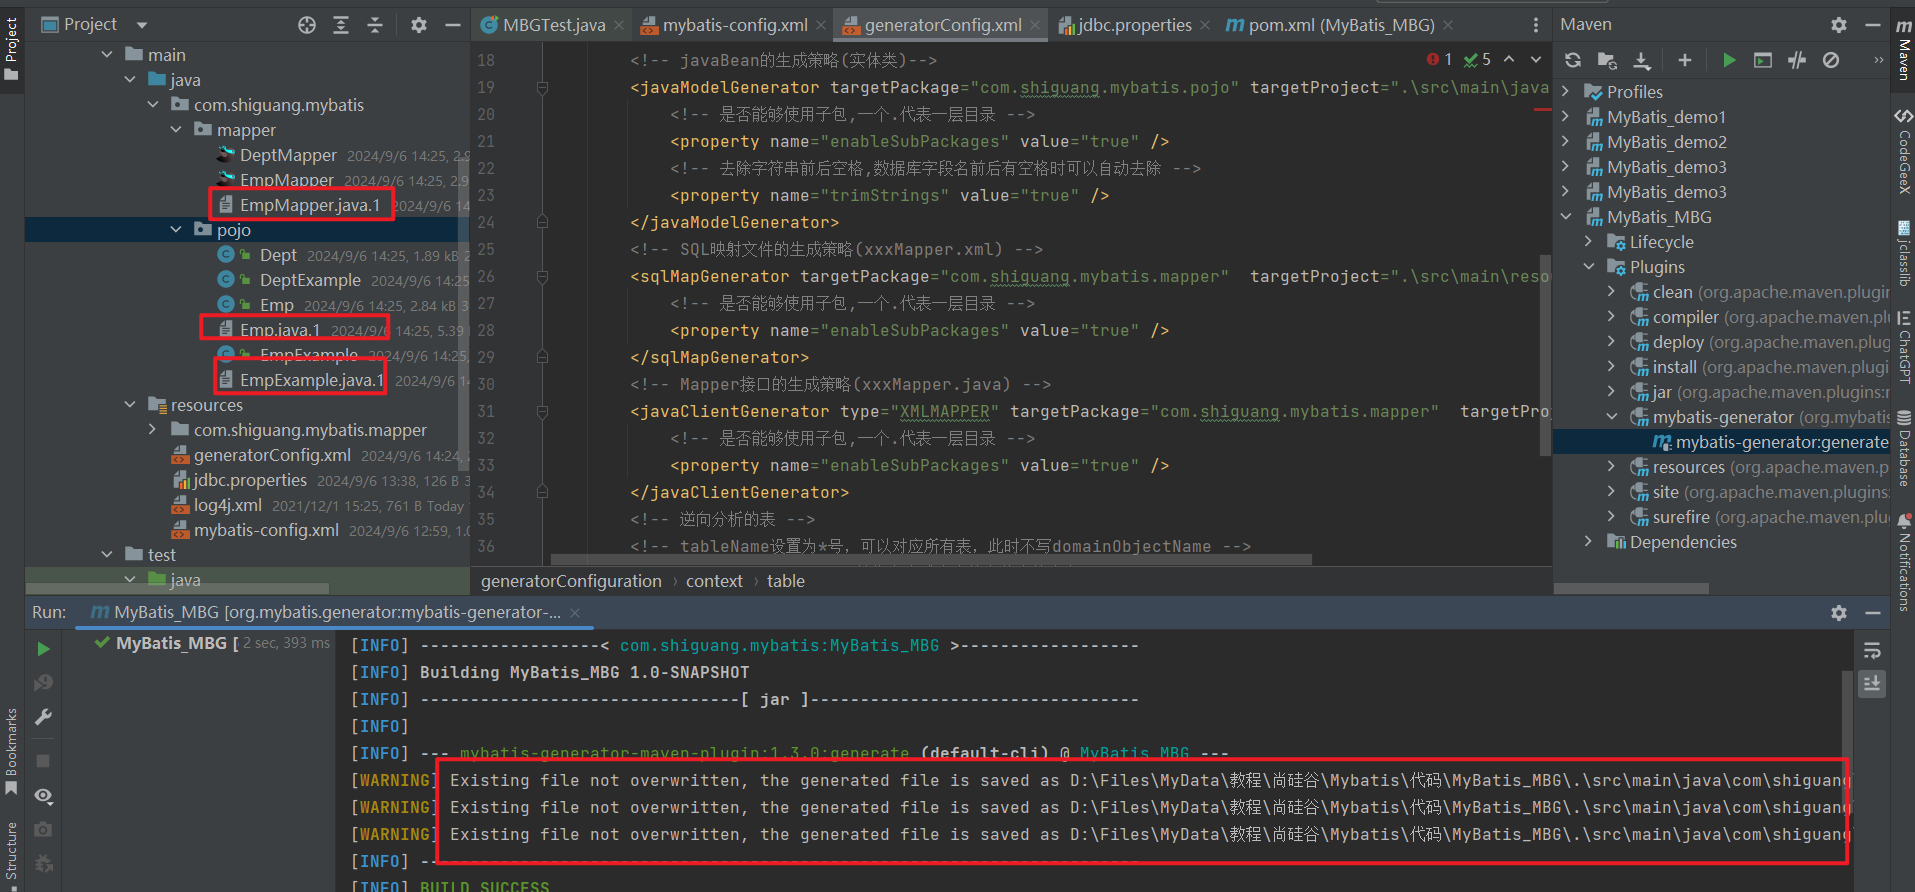 Project
MBGTest.java
mybatis-config.xml
generatorConfig.xml
jdbc.properties
pom.xml (MyBatis_MBG)
Maven
Project
main
java
com.shiguang.mybatis
mapper
DeptMapper 2024/9/6 14:25, 2.9
EmpMapper 2024/9/6 14:25, 2.9
EmpMapper.java.1 2024/9/6 14
pojo
Dept 2024/9/6 14:25, 1.89 kB 2
DeptExample 2024/9/6 14:25,
Emp 2024/9/6 14:25, 2.84 kB 3
Emp.java.1 2024/9/6 14:25, 5.39
EmpExample 2024/9/6 14:25,
EmpExample.java.1 2024/9/6 1
resources
com.shiguang.mybatis.mapper
generatorConfig.xml 2024/9/6 14:24, 2
jdbc.properties 2024/9/6 13:38, 126 B 3
log4j.xml 2021/12/1 15:25, 761 B Today
mybatis-config.xml 2024/9/6 12:59, 1.0
test
java
18 <!-- javaBean的生成策略(实体类)-->
1 5
19 <javaModelGenerator targetPackage="com.shiguang.mybatis.pojo" targetProject=".\src\main\java
20 <!-- 是否能够使用子包,一个.代表一层目录 -->
21 <property name="enableSubPackages" value="true" />
22 <!-- 去除字符串前后空格,数据库字段名前后有空格时可以自动去除 -->
23 <property name="trimStrings" value="true" />
24 </javaModelGenerator>
25 <!-- SQL映射文件的生成策略(xxxMapper.xml) -->
26 <sqlMapGenerator targetPackage="com.shiguang.mybatis.mapper" targetProject=".\src\main\reso
27 <!-- 是否能够使用子包,一个.代表一层目录 -->
28 <property name="enableSubPackages" value="true" />
29 </sqlMapGenerator>
30 <!-- Mapper接口的生成策略(xxxMapper.java) -->
31 <javaClientGenerator type="XMLMAPPER" targetPackage="com.shiguang.mybatis.mapper" targetPro
32 <!-- 是否能够使用子包,一个.代表一层目录 -->
33 <property name="enableSubPackages" value="true" />
34 </javaClientGenerator>
35 <!-- 逆向分析的表 -->
36 <!-- tableName设置为*号，可以对应所有表，此时不写domainObjectName -->
generatorConfiguration › context › table
Profiles
MyBatis_demo1
MyBatis_demo2
MyBatis_demo3
MyBatis_demo3
MyBatis_MBG
Lifecycle
Plugins
clean (org.apache.maven.plugin
compiler (org.apache.maven.plu
deploy (org.apache.maven.plug
install (org.apache.maven.plugi
jar (org.apache.maven.plugins:r
mybatis-generator (org.mybatis
mybatis-generator:generate
resources (org.apache.maven.p
site (org.apache.maven.plugins:
surefire (org.apache.maven.plu
Dependencies
Maven
CodeGeeX
jclasslib
ChatGPT
Database
Notifications
Run: MyBatis_MBG [org.mybatis.generator:mybatis-generator-...
MyBatis_MBG [ 2 sec, 393 ms
Bookmarks
Structure
[INFO] ------------------< com.shiguang.mybatis:MyBatis_MBG >------------------
[INFO] Building MyBatis_MBG 1.0-SNAPSHOT
[INFO] --------------------------------[ jar ]---------------------------------
[INFO]
[INFO] --- mybatis-generator-maven-plugin:1.3.0:generate (default-cli) @ MyBatis_MBG ---
[WARNING] Existing file not overwritten, the generated file is saved as D:\Files\MyData\教程\尚硅谷\Mybatis\代码\MyBatis_MBG\.\src\main\java\com\shiguang
[WARNING] Existing file not overwritten, the generated file is saved as D:\Files\MyData\教程\尚硅谷\Mybatis\代码\MyBatis_MBG\.\src\main\java\com\shiguang
[WARNING] Existing file not overwritten, the generated file is saved as D:\Files\MyData\教程\尚硅谷\Mybatis\代码\MyBatis_MBG\.\src\main\java\com\shiguang
[INFO] ------------------------------------------------------------------------
[INFO] BUILD SUCCESS